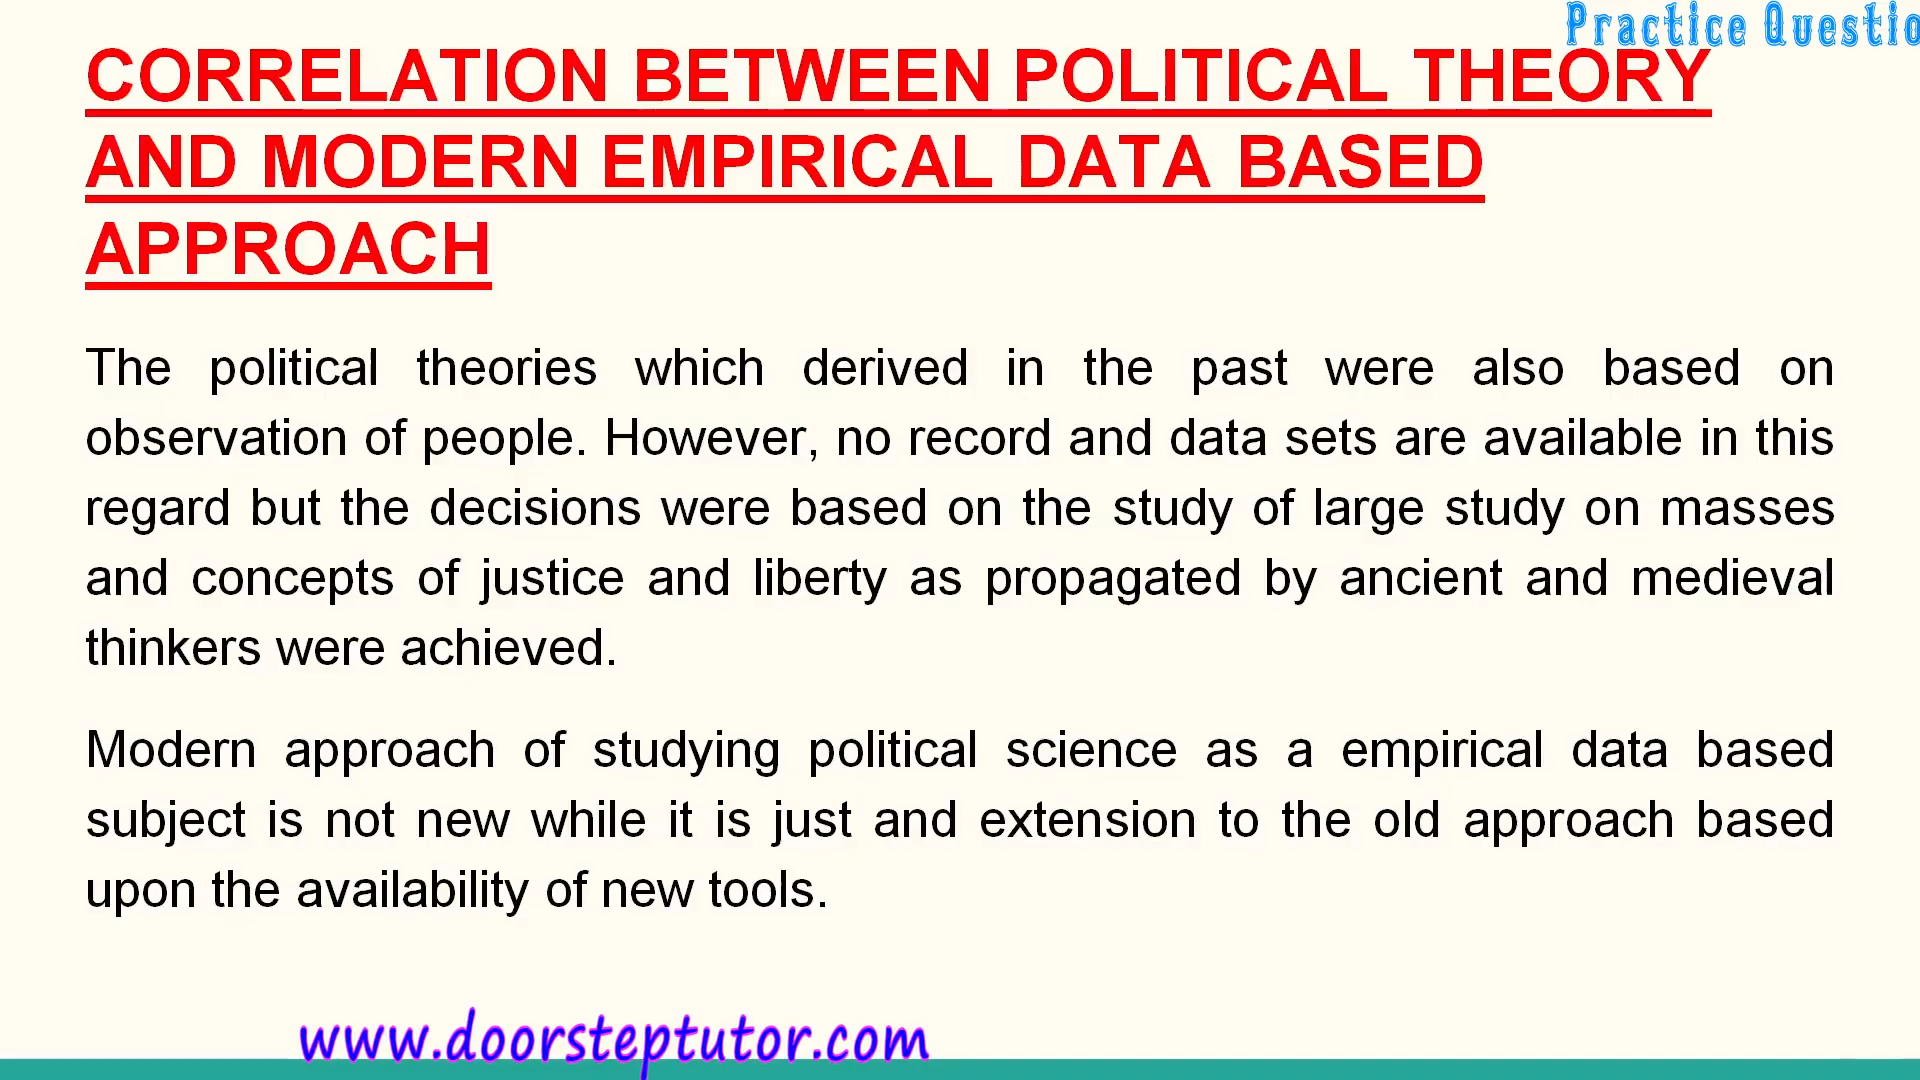 Practice Questio
CORRELATION BETWEEN POLITICAL THEORY
AND MODERN EMPIRICAL DATA BASED
APPROACH
The political theories which derived in the past were also based on
observation of people. However, no record and data sets are available in this
regard but the decisions were based on the study of large study on masses
and concepts of justice and liberty as propagated by ancient and medieval
thinkers were achieved.
Modern approach of studying political science as a empirical data based
subject is not new while it is just and extension to the old approach based
upon the availability of new tools.
www.doorsteptutor.com